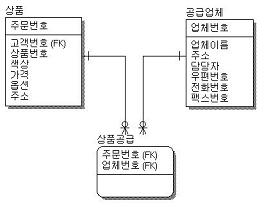 상품
주문번호
고객번호 (FK)
상품번호
색상
가격
옵션
주소
공급업체
업체번호
업체이름
주소
담당자
우편번호
전화번호
팩스번호
상품공급
주문번호 (FK)
업체번호 (FK)